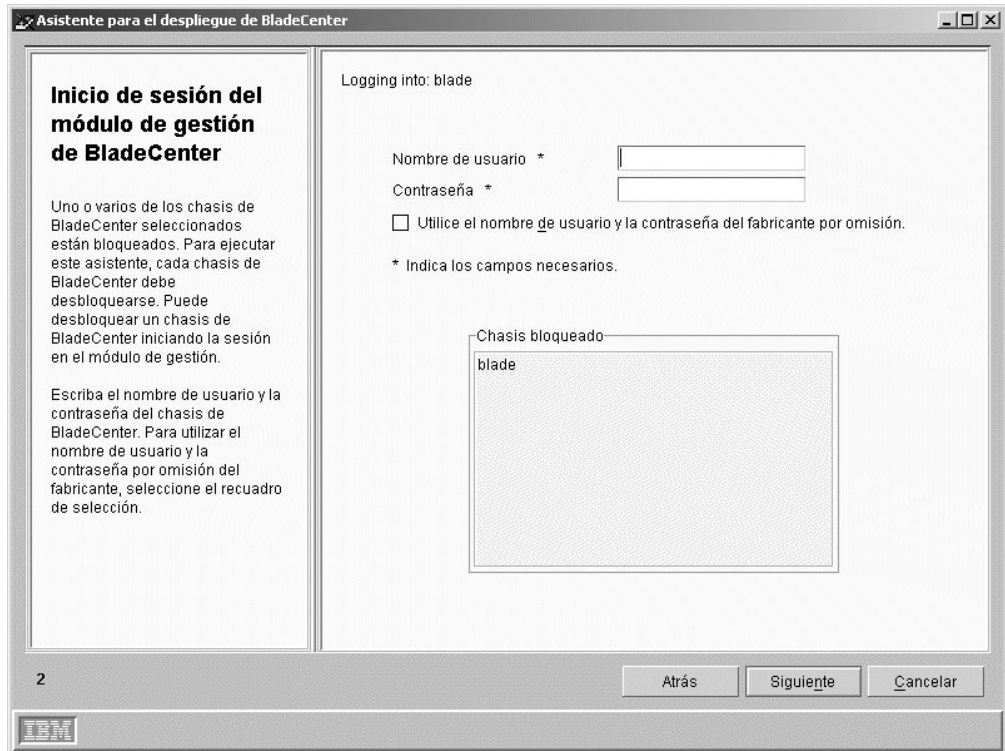 Asistente para el despliegue de BladeCenter
Inicio de sesión del
módulo de gestión
de BladeCenter
Uno o varios de los chasis de
BladeCenter seleccionados
están bloqueados. Para ejecutar
este asistente, cada chasis de
BladeCenter debe
desbloquearse. Puede
desbloquear un chasis de
BladeCenter iniciando la sesión
en el módulo de gestión.
Escriba el nombre de usuario y la
contraseña del chasis de
BladeCenter. Para utilizar el
nombre de usuario y la
contraseña por omisión del
fabricante, seleccione el recuadro
de selección.
Logging into: blade
Nombre de usuario *
Contraseña *
Utilice el nombre de usuario y la contraseña del fabricante por omisión.
* Indica los campos necesarios.
Chasis bloqueado
blade
2
Atrás
Siguiente
Cancelar
IBM